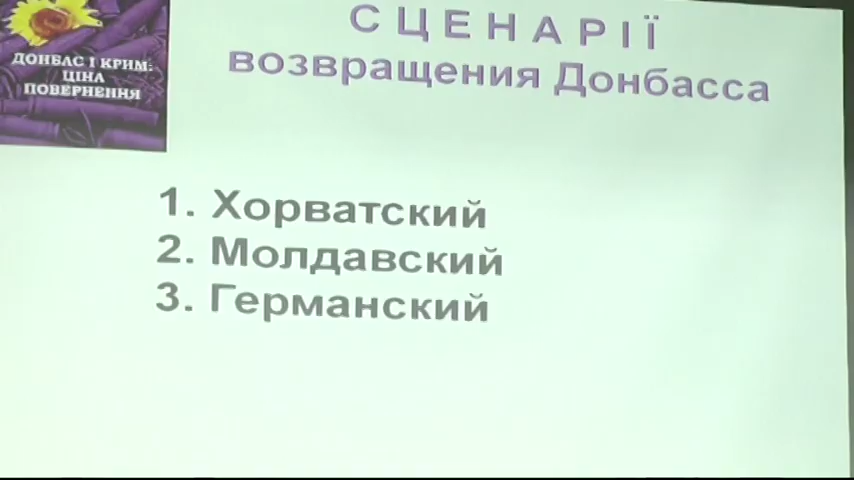 ДОНБАС І КРИМ:
ЦІНА
ПОВЕРНЕННЯ
СЦЕНАРІЇ
возвращения Донбасса
1. Хорватский
2. Молдавский
3. Германский